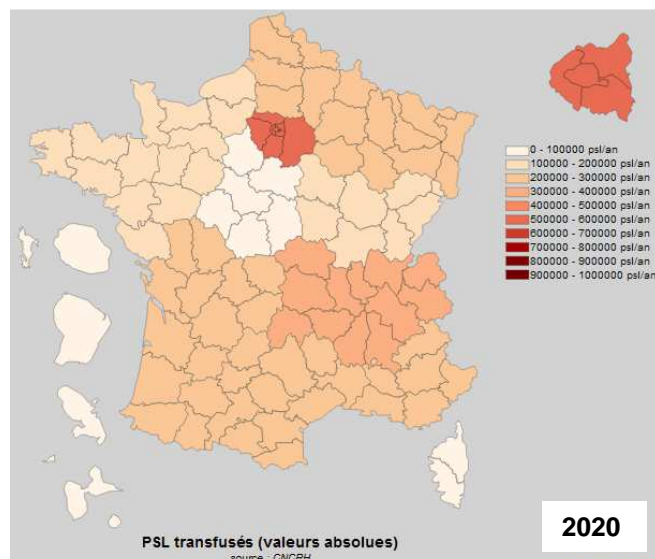 0 - 100000 psl/an
100000 - 200000 psl/an
200000 - 300000 psl/an
300000 - 400000 psl/an
400000 - 500000 psl/an
500000 - 600000 psl/an
600000 - 700000 psl/an
700000 - 800000 psl/an
800000 - 900000 psl/an
900000 - 1000000 psl/an
PSL transfusés (valeurs absolues)
source : CNCRH
2020